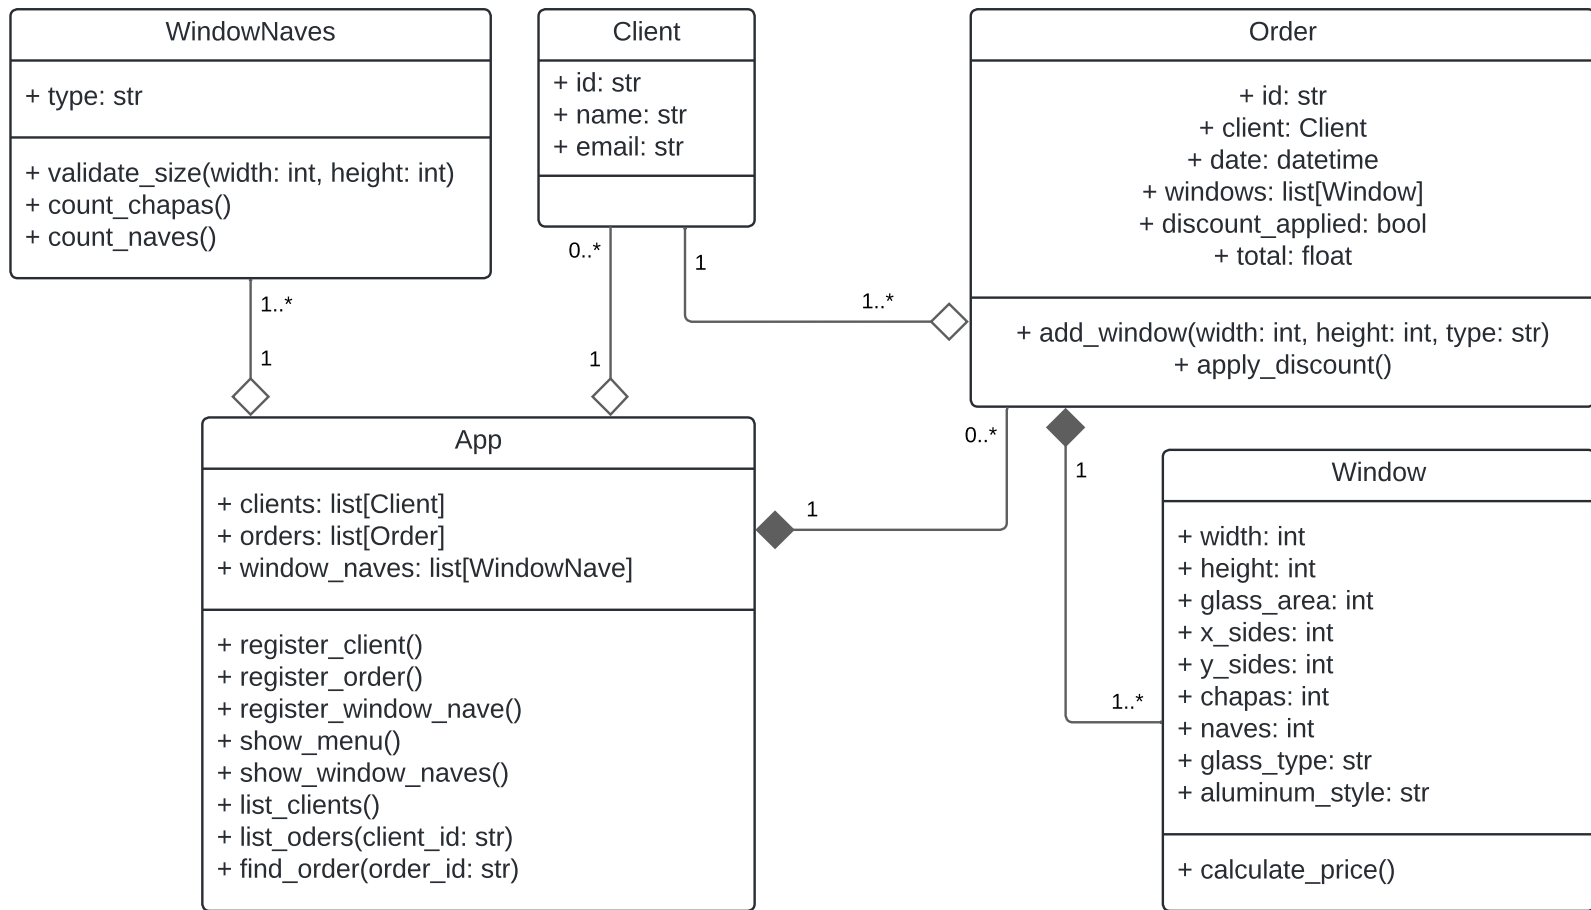 WindowNaves
+ type: str
+ validate_size(width: int, height: int)
+ count_chapas()
+ count_naves()
Client
+ id: str
+ name: str
+ email: str
Order
+ id: str
+ client: Client
+ date: datetime
+ windows: list[Window]
+ discount_applied: bool
+ total: float
+ add_window(width: int, height: int, type: str)
+ apply_discount()
1..*
1
0..*
1
1
1..*
App
+ clients: list[Client]
+ orders: list[Order]
+ window_naves: list[WindowNave]
+ register_client()
+ register_order()
+ register_window_nave()
+ show_menu()
+ show_window_naves()
+ list_clients()
+ list_oders(client_id: str)
+ find_order(order_id: str)
0..*
1
1
1..*
Window
+ width: int
+ height: int
+ glass_area: int
+ x_sides: int
+ y_sides: int
+ chapas: int
+ naves: int
+ glass_type: str
+ aluminum_style: str
+ calculate_price()